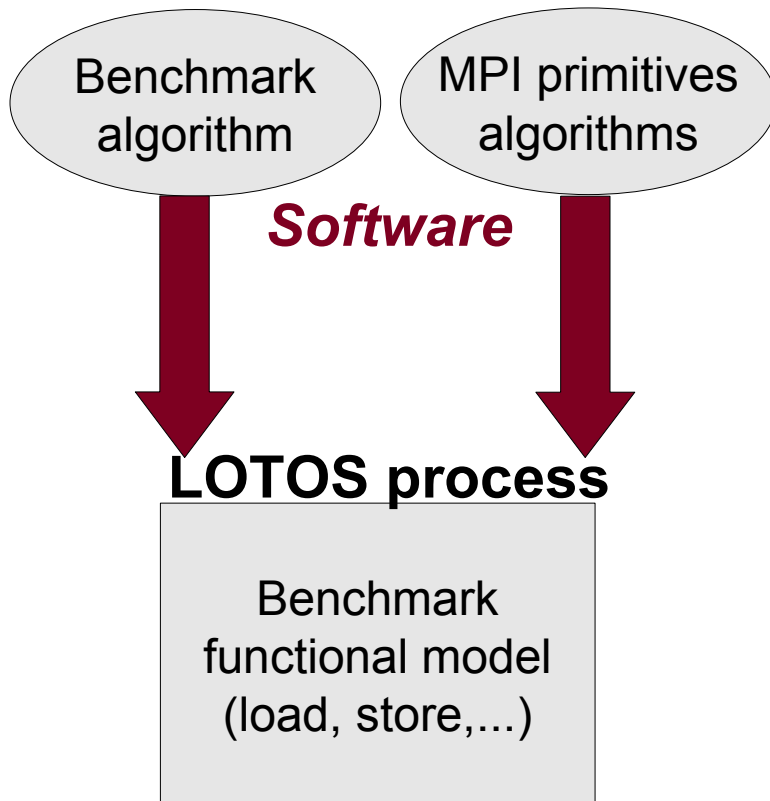 Benchmark
algorithm
MPI primitives
algorithms
Software
LOTOS process
Benchmark
functional model
(load, store,...)